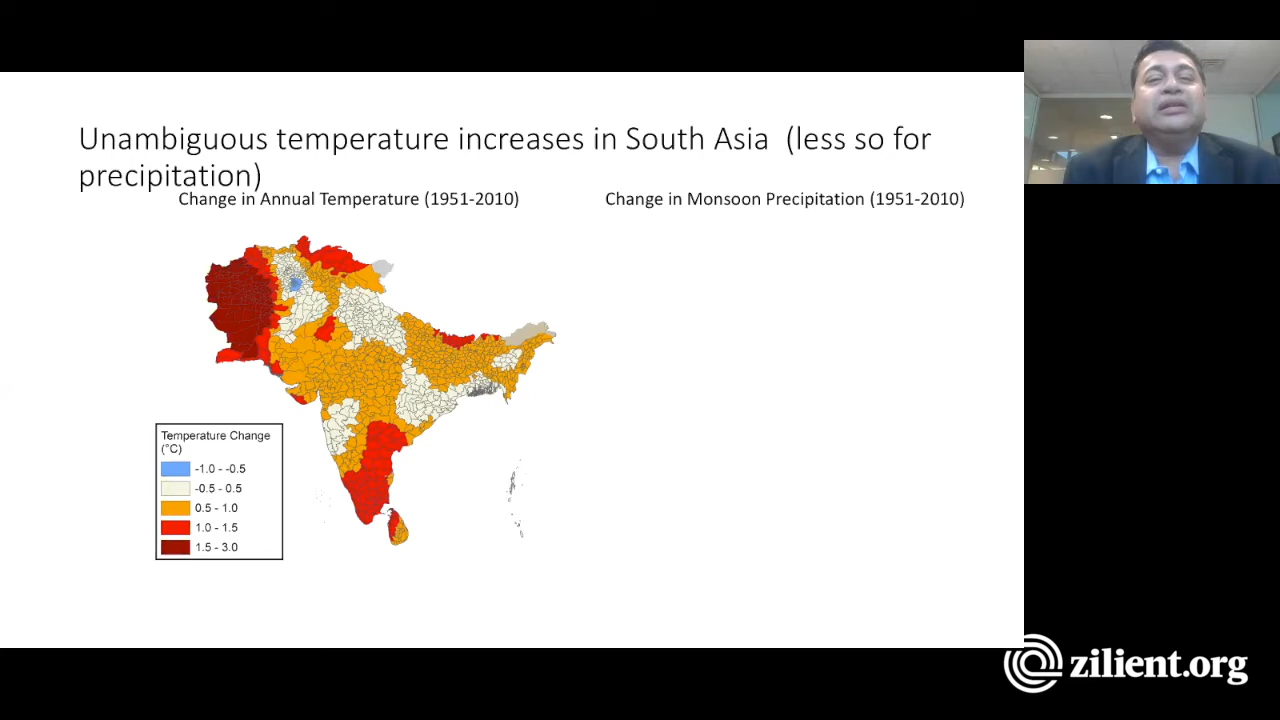 Unambiguous temperature increases in South Asia (less so for
precipitation)
Change in Annual Temperature (1951-2010)
Change in Monsoon Precipitation (1951-2010)
Temperature Change
(°C)
-1.0 - -0.5
-0.5 - 0.5
0.5 - 1.0
1.0 - 1.5
1.5 - 3.0
zilient.org